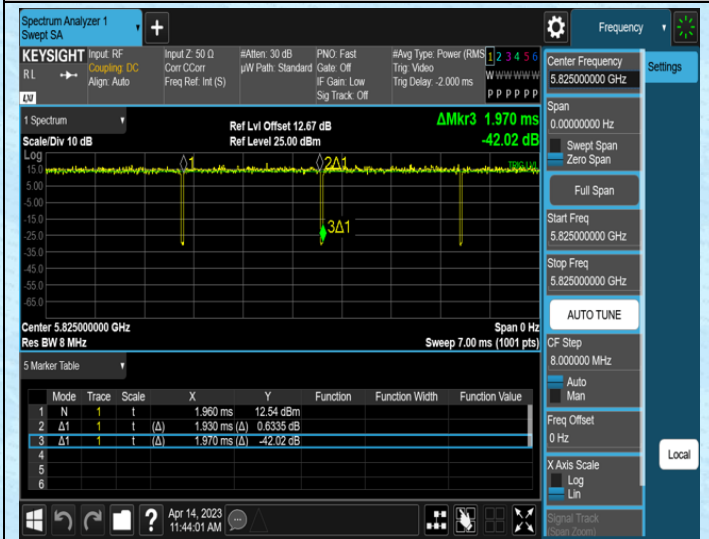 Spectrum Analyzer 1
Swept SA
+
Frequency
KEYSIGHT
RL
LXI
Input: RF
Coupling: DC
Align: Auto
Input Z: 50 Ω
Corr CCorr
Freq Ref: Int (S)
#Atten: 30 dB
µW Path: Standard
PNO: Fast
Gate: Off
IF Gain: Low
Sig Track: Off
#Avg Type: Power (RMS
Trig: Video
Trig Delay: -2.000 ms
1 2 3 4 5 6
W W W W W W
P P P P P P
1 Spectrum
Scale/Div 10 dB
Ref Lvl Offset 12.67 dB
Ref Level 25.00 dBm
ΔMkr3 1.970 ms
-42.02 dB
Log
15.0
5.00
-5.00
-15.0
-25.0
-35.0
-45.0
-55.0
-65.0
1
2Δ1
3Δ1
TRIG LVL
Center 5.825000000 GHz
Res BW 8 MHz
Span 0 Hz
Sweep 7.00 ms (1001 pts)
5 Marker Table
Mode Trace Scale X Y Function Function Width Function Value
1 N 1 t 1.960 ms 12.54 dBm
2 Δ1 1 t (Δ) 1.930 ms (Δ) 0.6335 dB
3 Δ1 1 t (Δ) 1.970 ms (Δ) -42.02 dB
4
5
6
?
Apr 14, 2023
11:44:01 AM
Center Frequency
5.825000000 GHz
Span
0.00000000 Hz
Swept Span
Zero Span
Full Span
Start Freq
5.825000000 GHz
Stop Freq
5.825000000 GHz
AUTO TUNE
CF Step
8.000000 MHz
Auto
Man
Freq Offset
0 Hz
X Axis Scale
Log
Lin
Signal Track
(Span Zoom)
Settings
Local